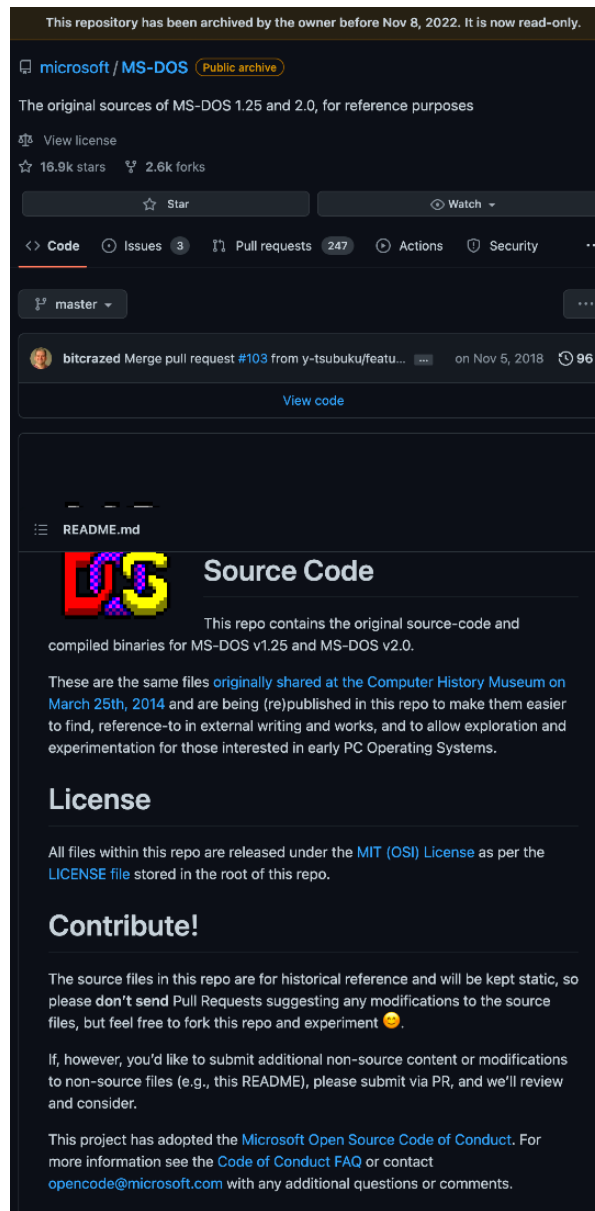 This repository has been archived by the owner before Nov 8, 2022. It is now read-only.
microsoft / MS-DOS Public archive
The original sources of MS-DOS 1.25 and 2.0, for reference purposes
View license
16.9k stars 2.6k forks
Star Watch
Code Issues 3 Pull requests 247 Actions Security
master
bitcrazed Merge pull request #103 from y-tsubuku/featu... ... on Nov 5, 2018 96
View code
README.md
DOS
Source Code
This repo contains the original source-code and
compiled binaries for MS-DOS v1.25 and MS-DOS v2.0.
These are the same files originally shared at the Computer History Museum on
March 25th, 2014 and are being (re)published in this repo to make them easier
to find, reference-to in external writing and works, and to allow exploration and
experimentation for those interested in early PC Operating Systems.
License
All files within this repo are released under the MIT (OSI) License as per the
LICENSE file stored in the root of this repo.
Contribute!
The source files in this repo are for historical reference and will be kept static, so
please don't send Pull Requests suggesting any modifications to the source
files, but feel free to fork this repo and experiment 😊.
If, however, you'd like to submit additional non-source content or modifications
to non-source files (e.g., this README), please submit via PR, and we'll review
and consider.
This project has adopted the Microsoft Open Source Code of Conduct. For
more information see the Code of Conduct FAQ or contact
opencode@microsoft.com with any additional questions or comments.